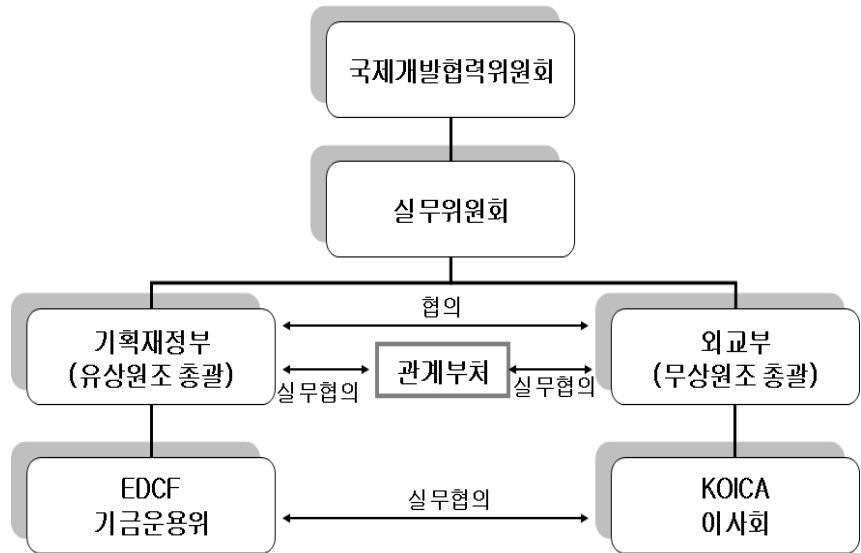 국제개발협력위원회
실무위원회
협의
기획재정부
(유상원조 총괄)
외교부
(무상원조 총괄)
관계부처
실무협의
실무협의
EDCF
기금운용위
실무협의
KOICA
이사회